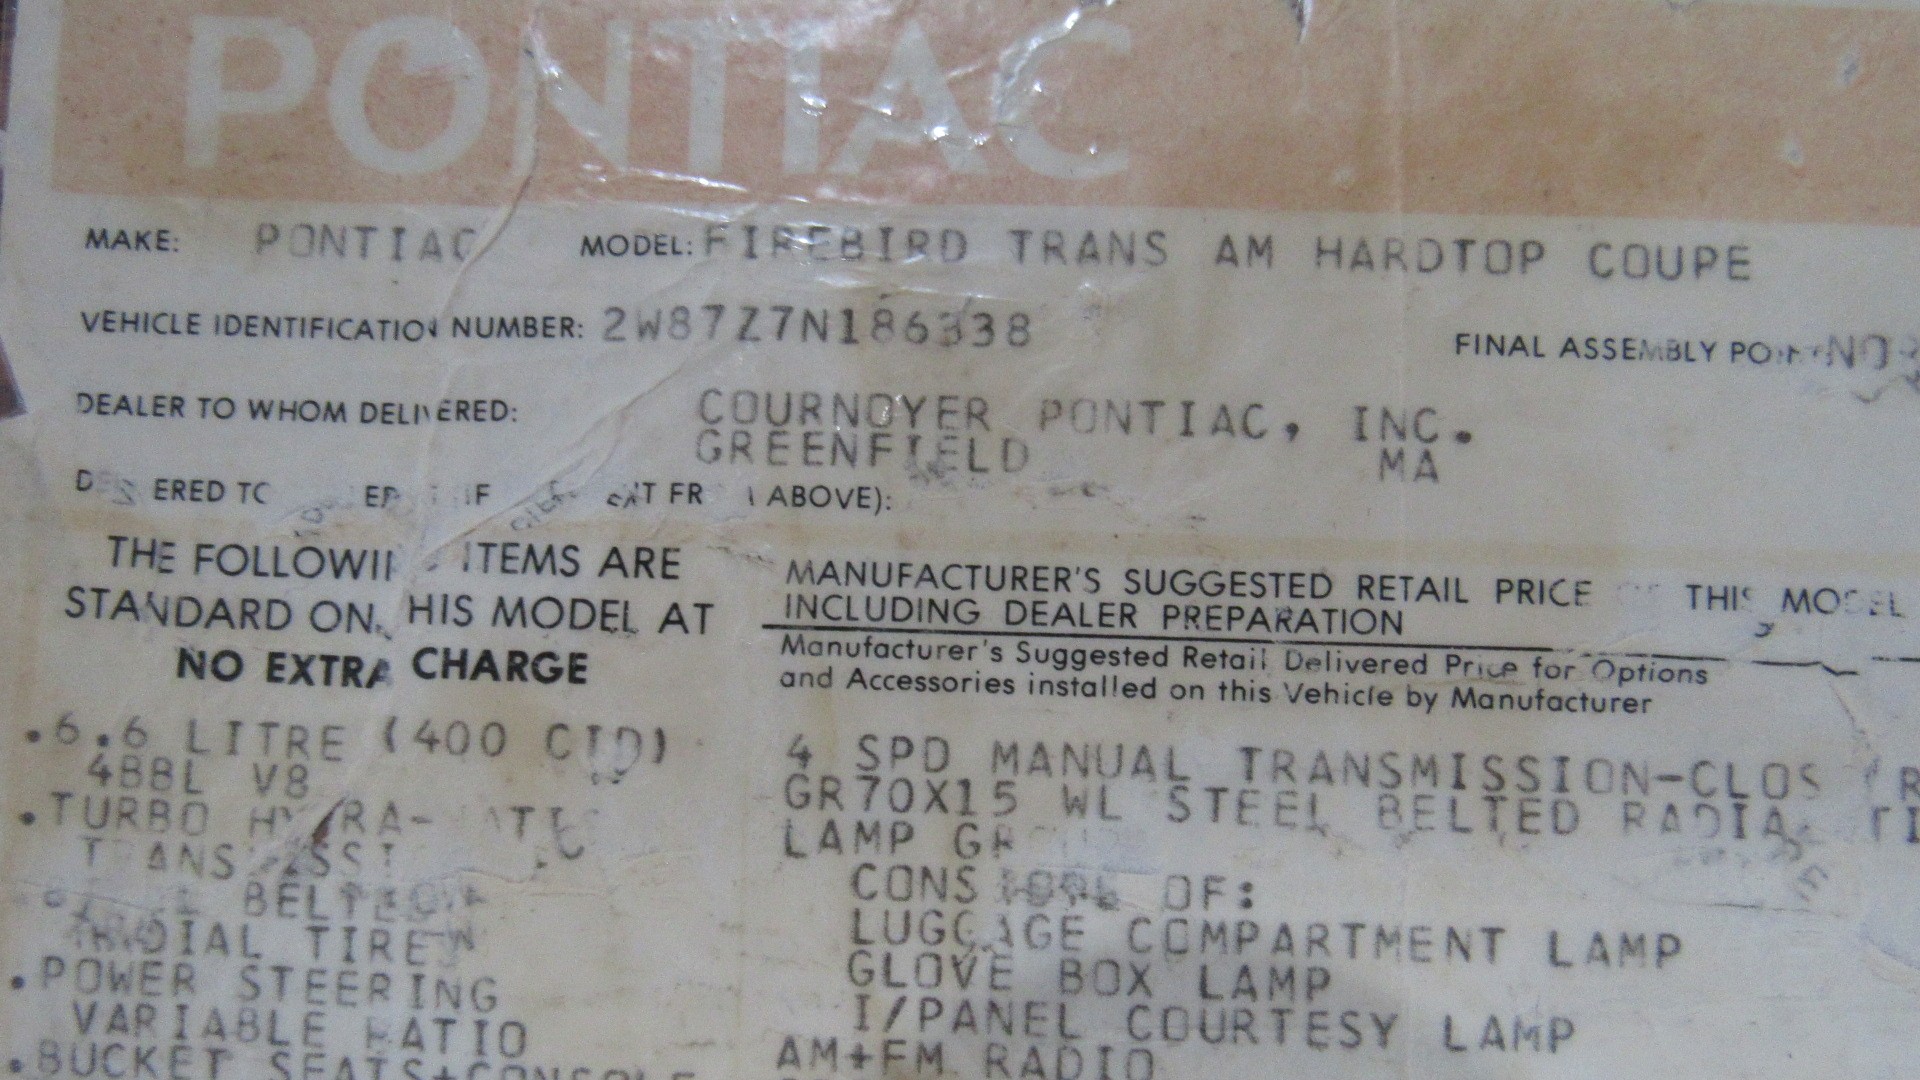 PONTIAC
MAKE: PONTIAC MODEL: FIREBIRD TRANS AM HARDTOP COUPE
VEHICLE IDENTIFICATION NUMBER: 2W87Z7N186338
FINAL ASSEMBLY POINT
DEALER TO WHOM DELIVERED: COURNOYER PONTIAC, INC.
GREENFIELD MA
ABOVE):
THE FOLLOWING ITEMS ARE
STANDARD ON THIS MODEL AT
NO EXTRA CHARGE
.6.6 LITRE (400 CID)
4BBL V8
.TURBO
BELTED
RADIAL TIRE
.POWER STEERING
VARIABLE RATIO
.BUCKET SEATS+CONSOLE
MANUFACTURER'S SUGGESTED RETAIL PRICE THIS MODEL
INCLUDING DEALER PREPARATION
Manufacturer's Suggested Retail Delivered Price for Options
and Accessories installed on this Vehicle by Manufacturer
4 SPD MANUAL TRANSMISSION-CLOS
GR70X15 WL STEEL BELTED RADIAL
LAMP
OF:
LUGGAGE COMPARTMENT LAMP
GLOVE BOX LAMP
I/PANEL COURTESY LAMP
AM+FM RADIO